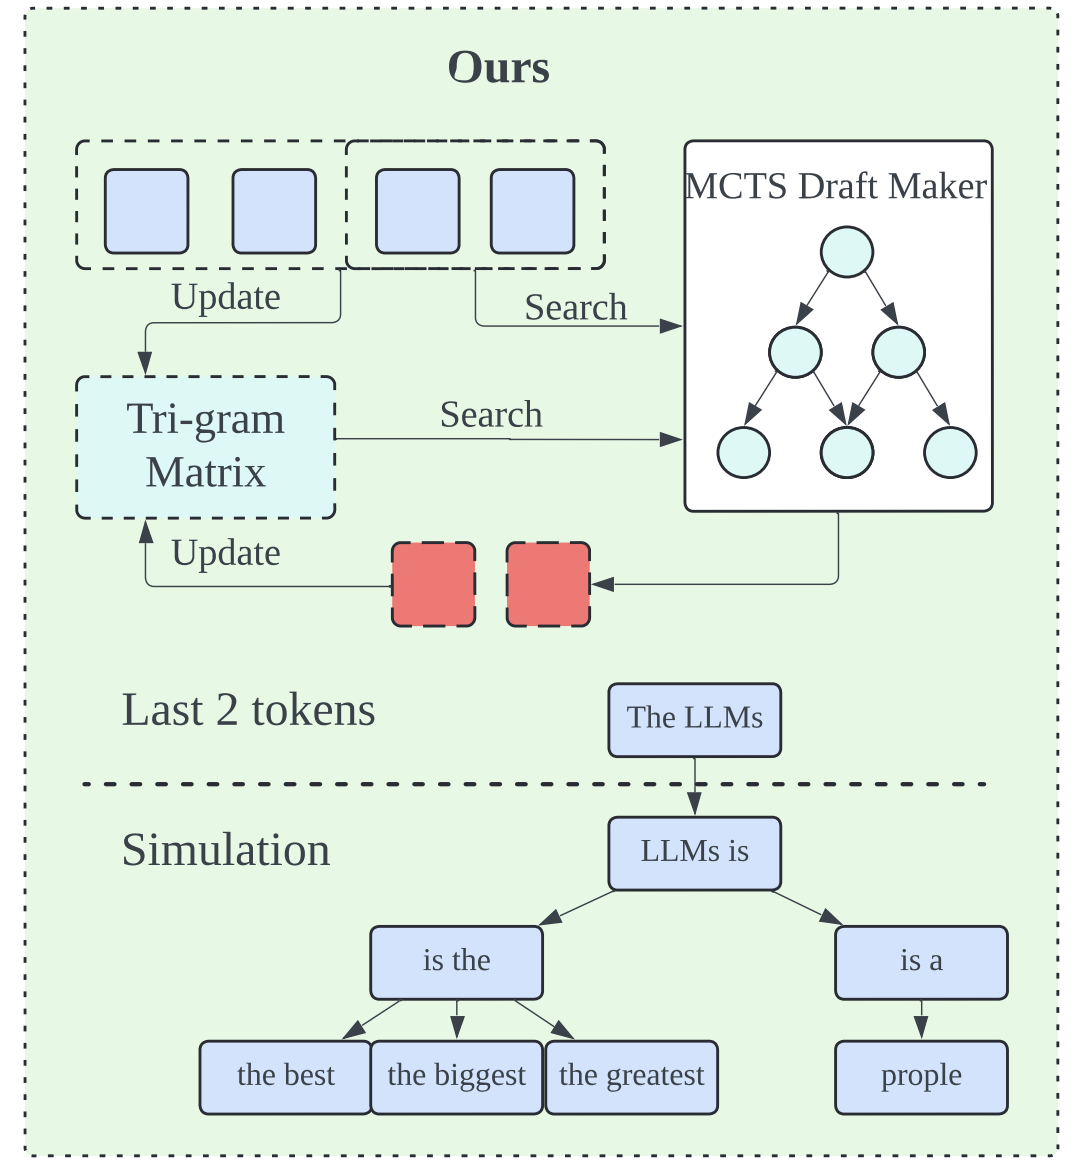 Ours
MCTS Draft Maker
Update
Search
Tri-gram
Matrix
Search
Update
Last 2 tokens
The LLMs
Simulation
LLMs is
is the
is a
the best
the biggest
the greatest
prople